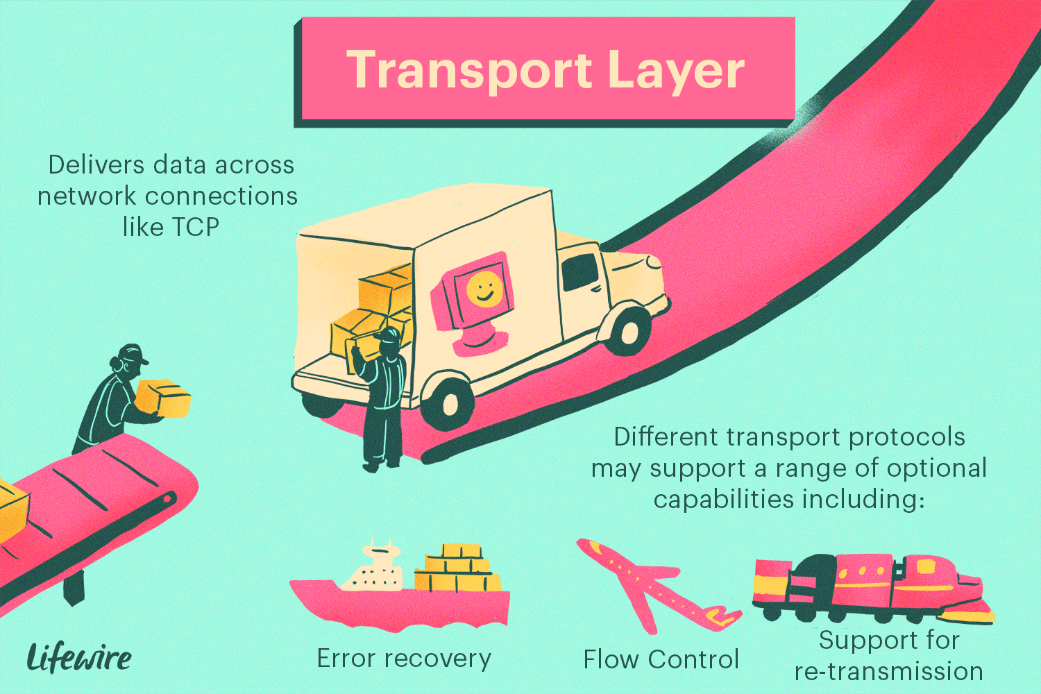 Transport Layer
Delivers data across
network connections
like TCP
Different transport protocols
may support a range of optional
capabilities including:
Error recovery
Flow Control
Support for
re-transmission
Lifewire